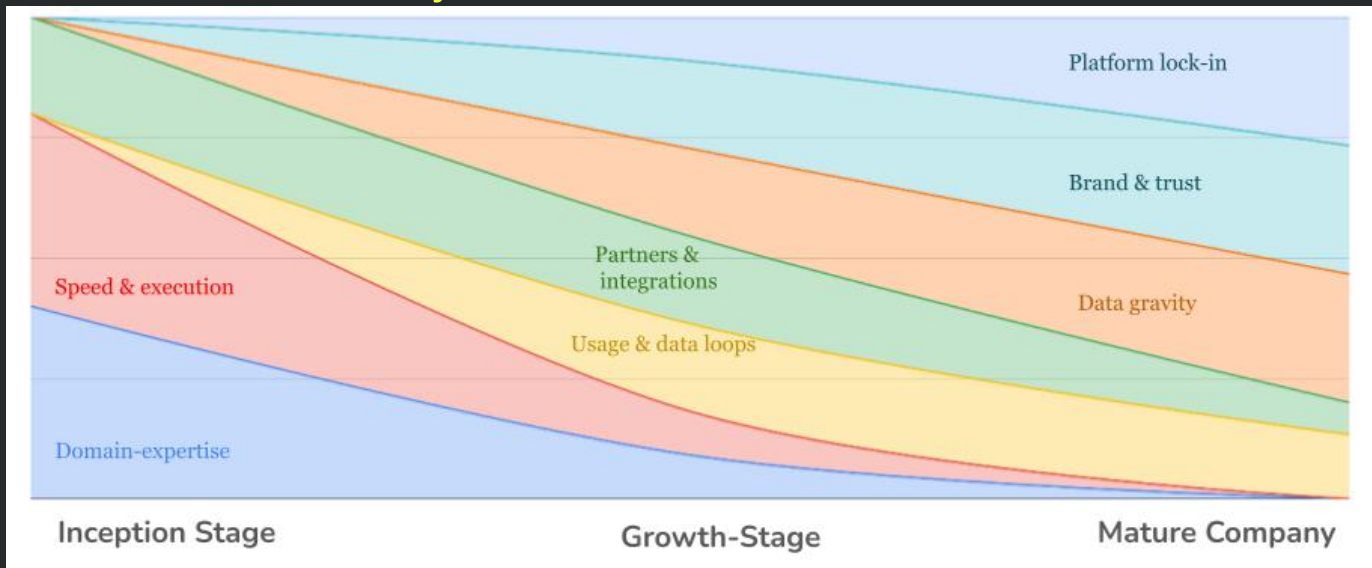 Platform lock-in
Brand & trust
Partners &
integrations
Speed & execution
Data gravity
Usage & data loops
Domain-expertise
Inception Stage
Growth-Stage
Mature Company